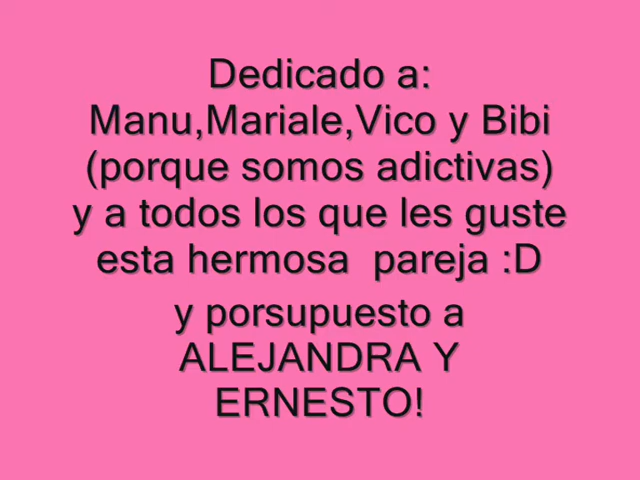 Dedicado a:
Manu,Mariale,Vico y Bibi
(porque somos adictivas)
y a todos los que les guste
esta hermosa  pareja :D
y porsupuesto a
ALEJANDRA Y
ERNESTO!